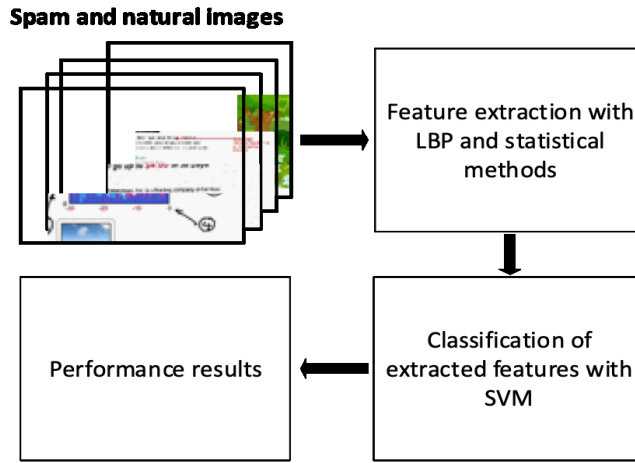 Spam and natural images
Feature extraction with
LBP and statistical
methods
Classification of
extracted features with
SVM
Performance results